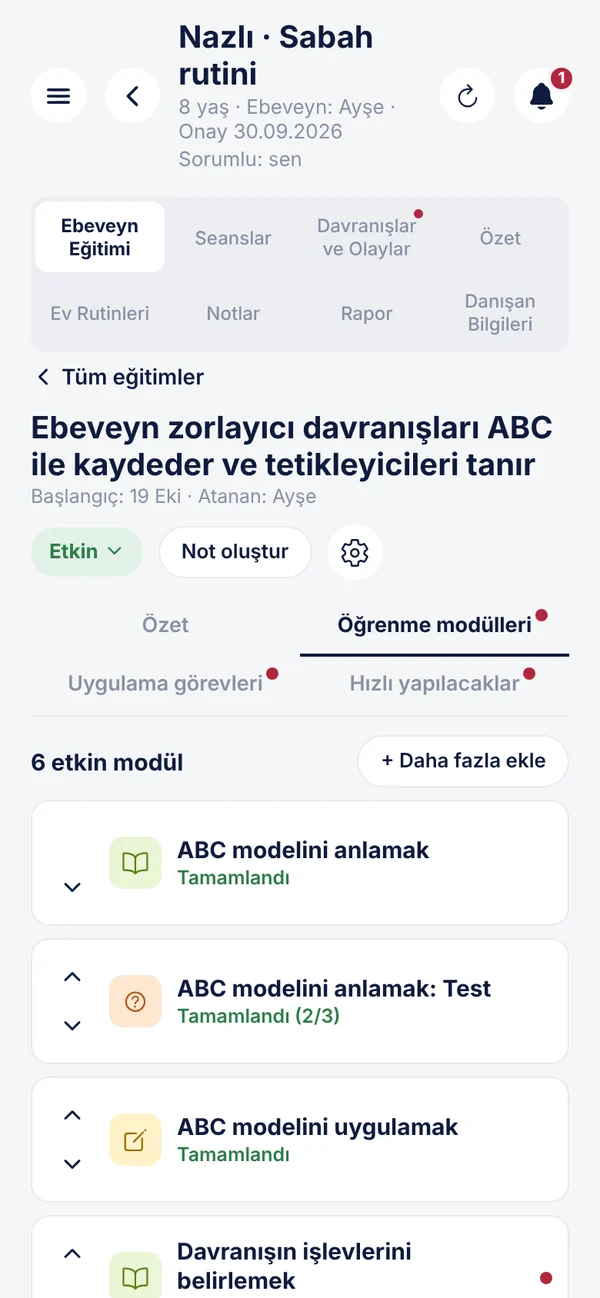 Nazlı · Sabah
rutini
8 yaş · Ebeveyn: Ayşe ·
Onay 30.09.2026
Sorumlu: sen
1
Ebeveyn
Eğitimi
Seanslar
Davranışlar
ve Olaylar
Özet
Ev Rutinleri
Notlar
Rapor
Danışan
Bilgileri
Tüm eğitimler
Ebeveyn zorlayıcı davranışları ABC
ile kaydeder ve tetikleyicileri tanır
Başlangıç: 19 Eki · Atanan: Ayşe
Etkin
Not oluştur
Özet
Öğrenme modülleri
Uygulama görevleri
Hızlı yapılacaklar
6 etkin modül
+ Daha fazla ekle
ABC modelini anlamak
Tamamlandı
ABC modelini anlamak: Test
Tamamlandı (2/3)
ABC modelini uygulamak
Tamamlandı
Davranışın işlevlerini
belirlemek